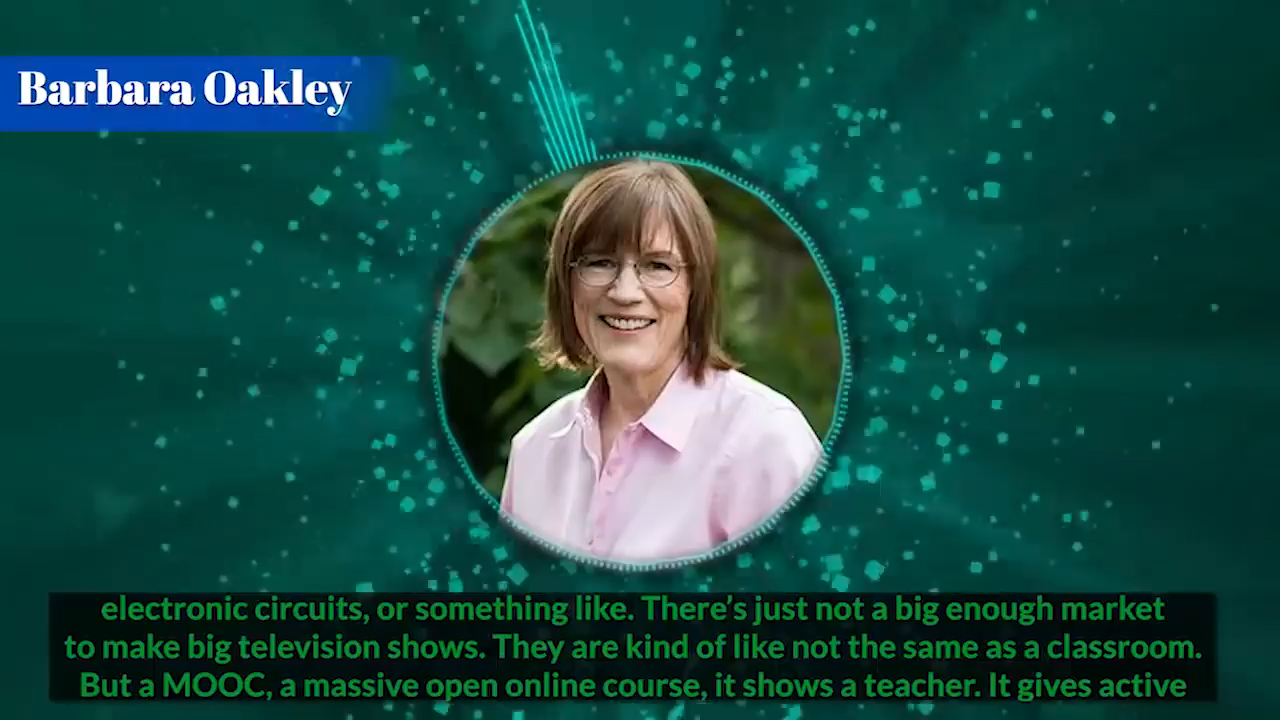 Barbara Oakley
electronic circuits, or something like. There's just not a big enough market
to make big television shows. They are kind of like not the same as a classroom.
But a MOOC, a massive open online course, it shows a teacher. It gives active